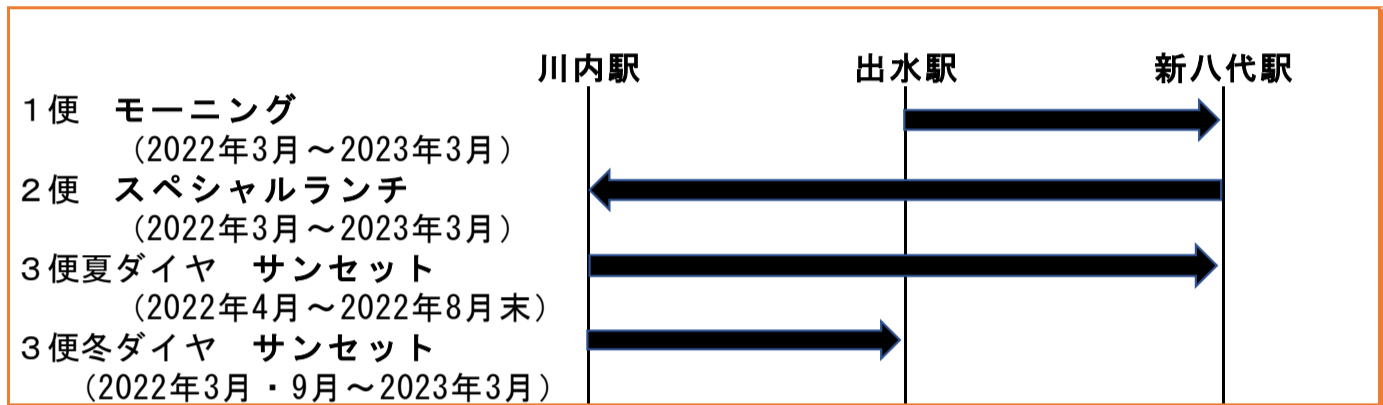 川内駅 出水駅 新八代駅
１便 モーニング
（2022年3月～2023年3月）
２便 スペシャルランチ
（2022年3月～2023年3月）
３便夏ダイヤ サンセット
（2022年4月～2022年8月末）
３便冬ダイヤ サンセット
（2022年3月・9月～2023年3月）